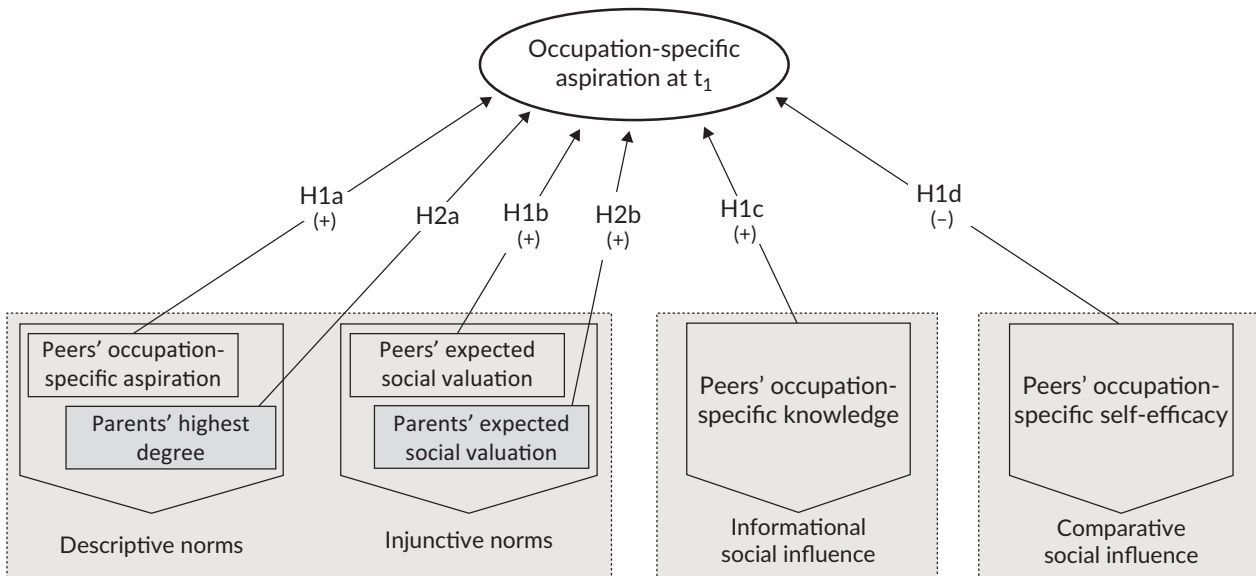 Occupation-specific
aspiration at t1
H1a
(+)
H2a
H1b
(+)
H2b
(+)
H1c
(+)
H1d
(–)
Peers’ occupation-
specific aspiration
Parents’ highest
degree
Peers’ expected
social valuation
Parents’ expected
social valuation
Peers’ occupation-
specific knowledge
Peers’ occupation-
specific self-efficacy
Descriptive norms
Injunctive norms
Informational
social influence
Comparative
social influence